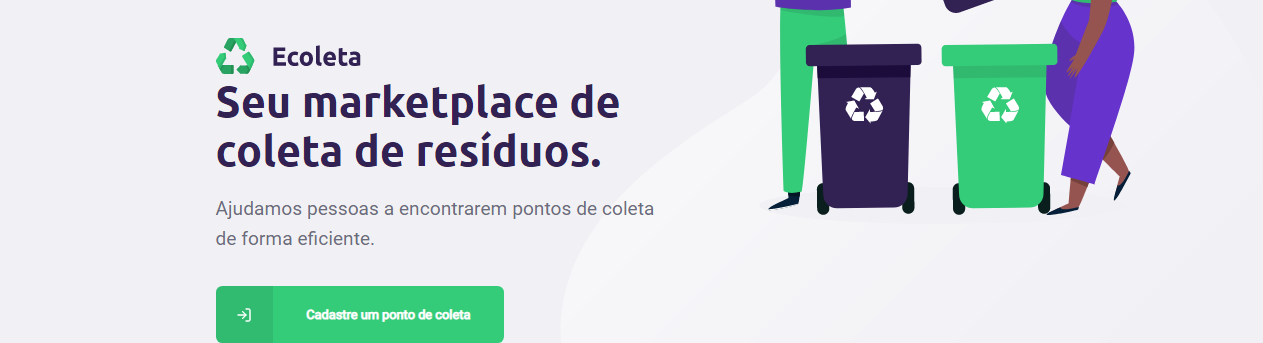 Ecoleta
Seu marketplace de
coleta de resíduos.
Ajudamos pessoas a encontrarem pontos de coleta
de forma eficiente.
Cadastre um ponto de coleta